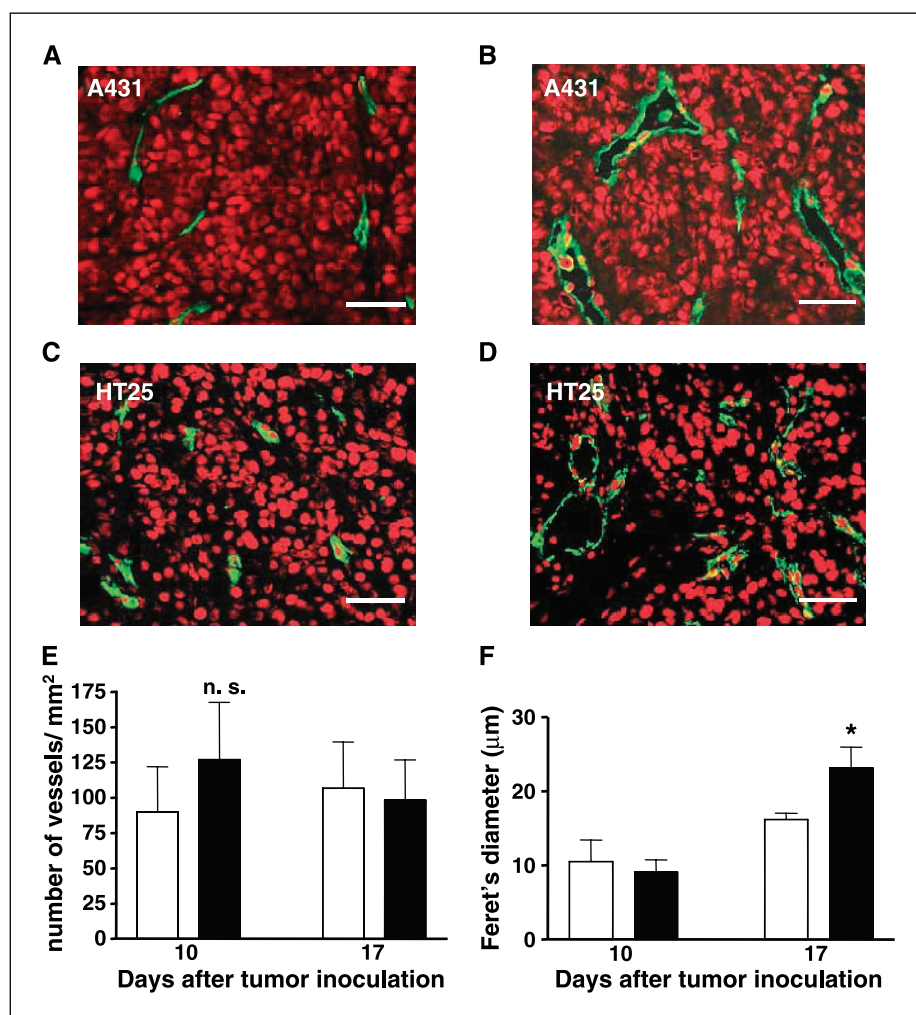 A
B
A431
A431
C
D
HT25
HT25
E
F
n. s.
175
150
125
100
75
50
25
0
number of vessels/ mm²
10
17
Days after tumor inoculation
*
30
20
10
0
Feret's diameter (μm)
10
17
Days after tumor inoculation